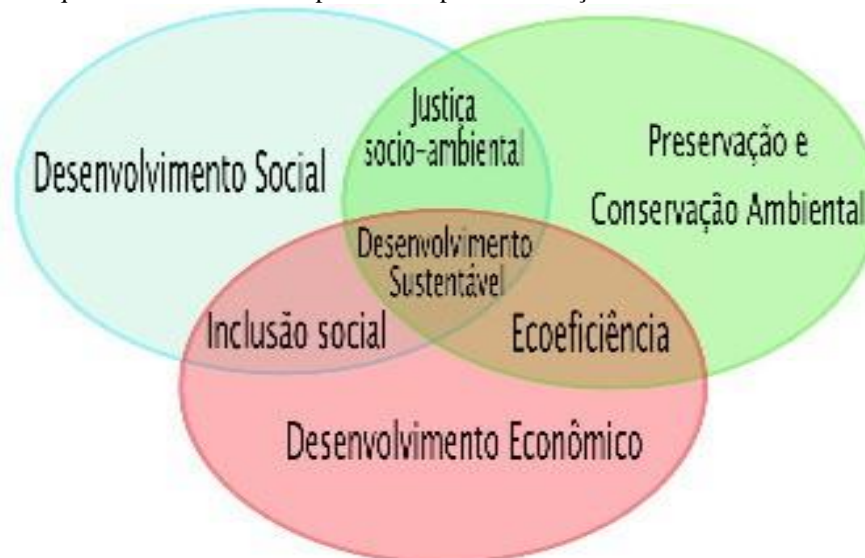 Justiça
socio-ambiental
Preservação e
Conservação Ambiental
Desenvolvimento Social
Desenvolvimento
Sustentável
Inclusão social
Ecoeficiência
Desenvolvimento Econômico